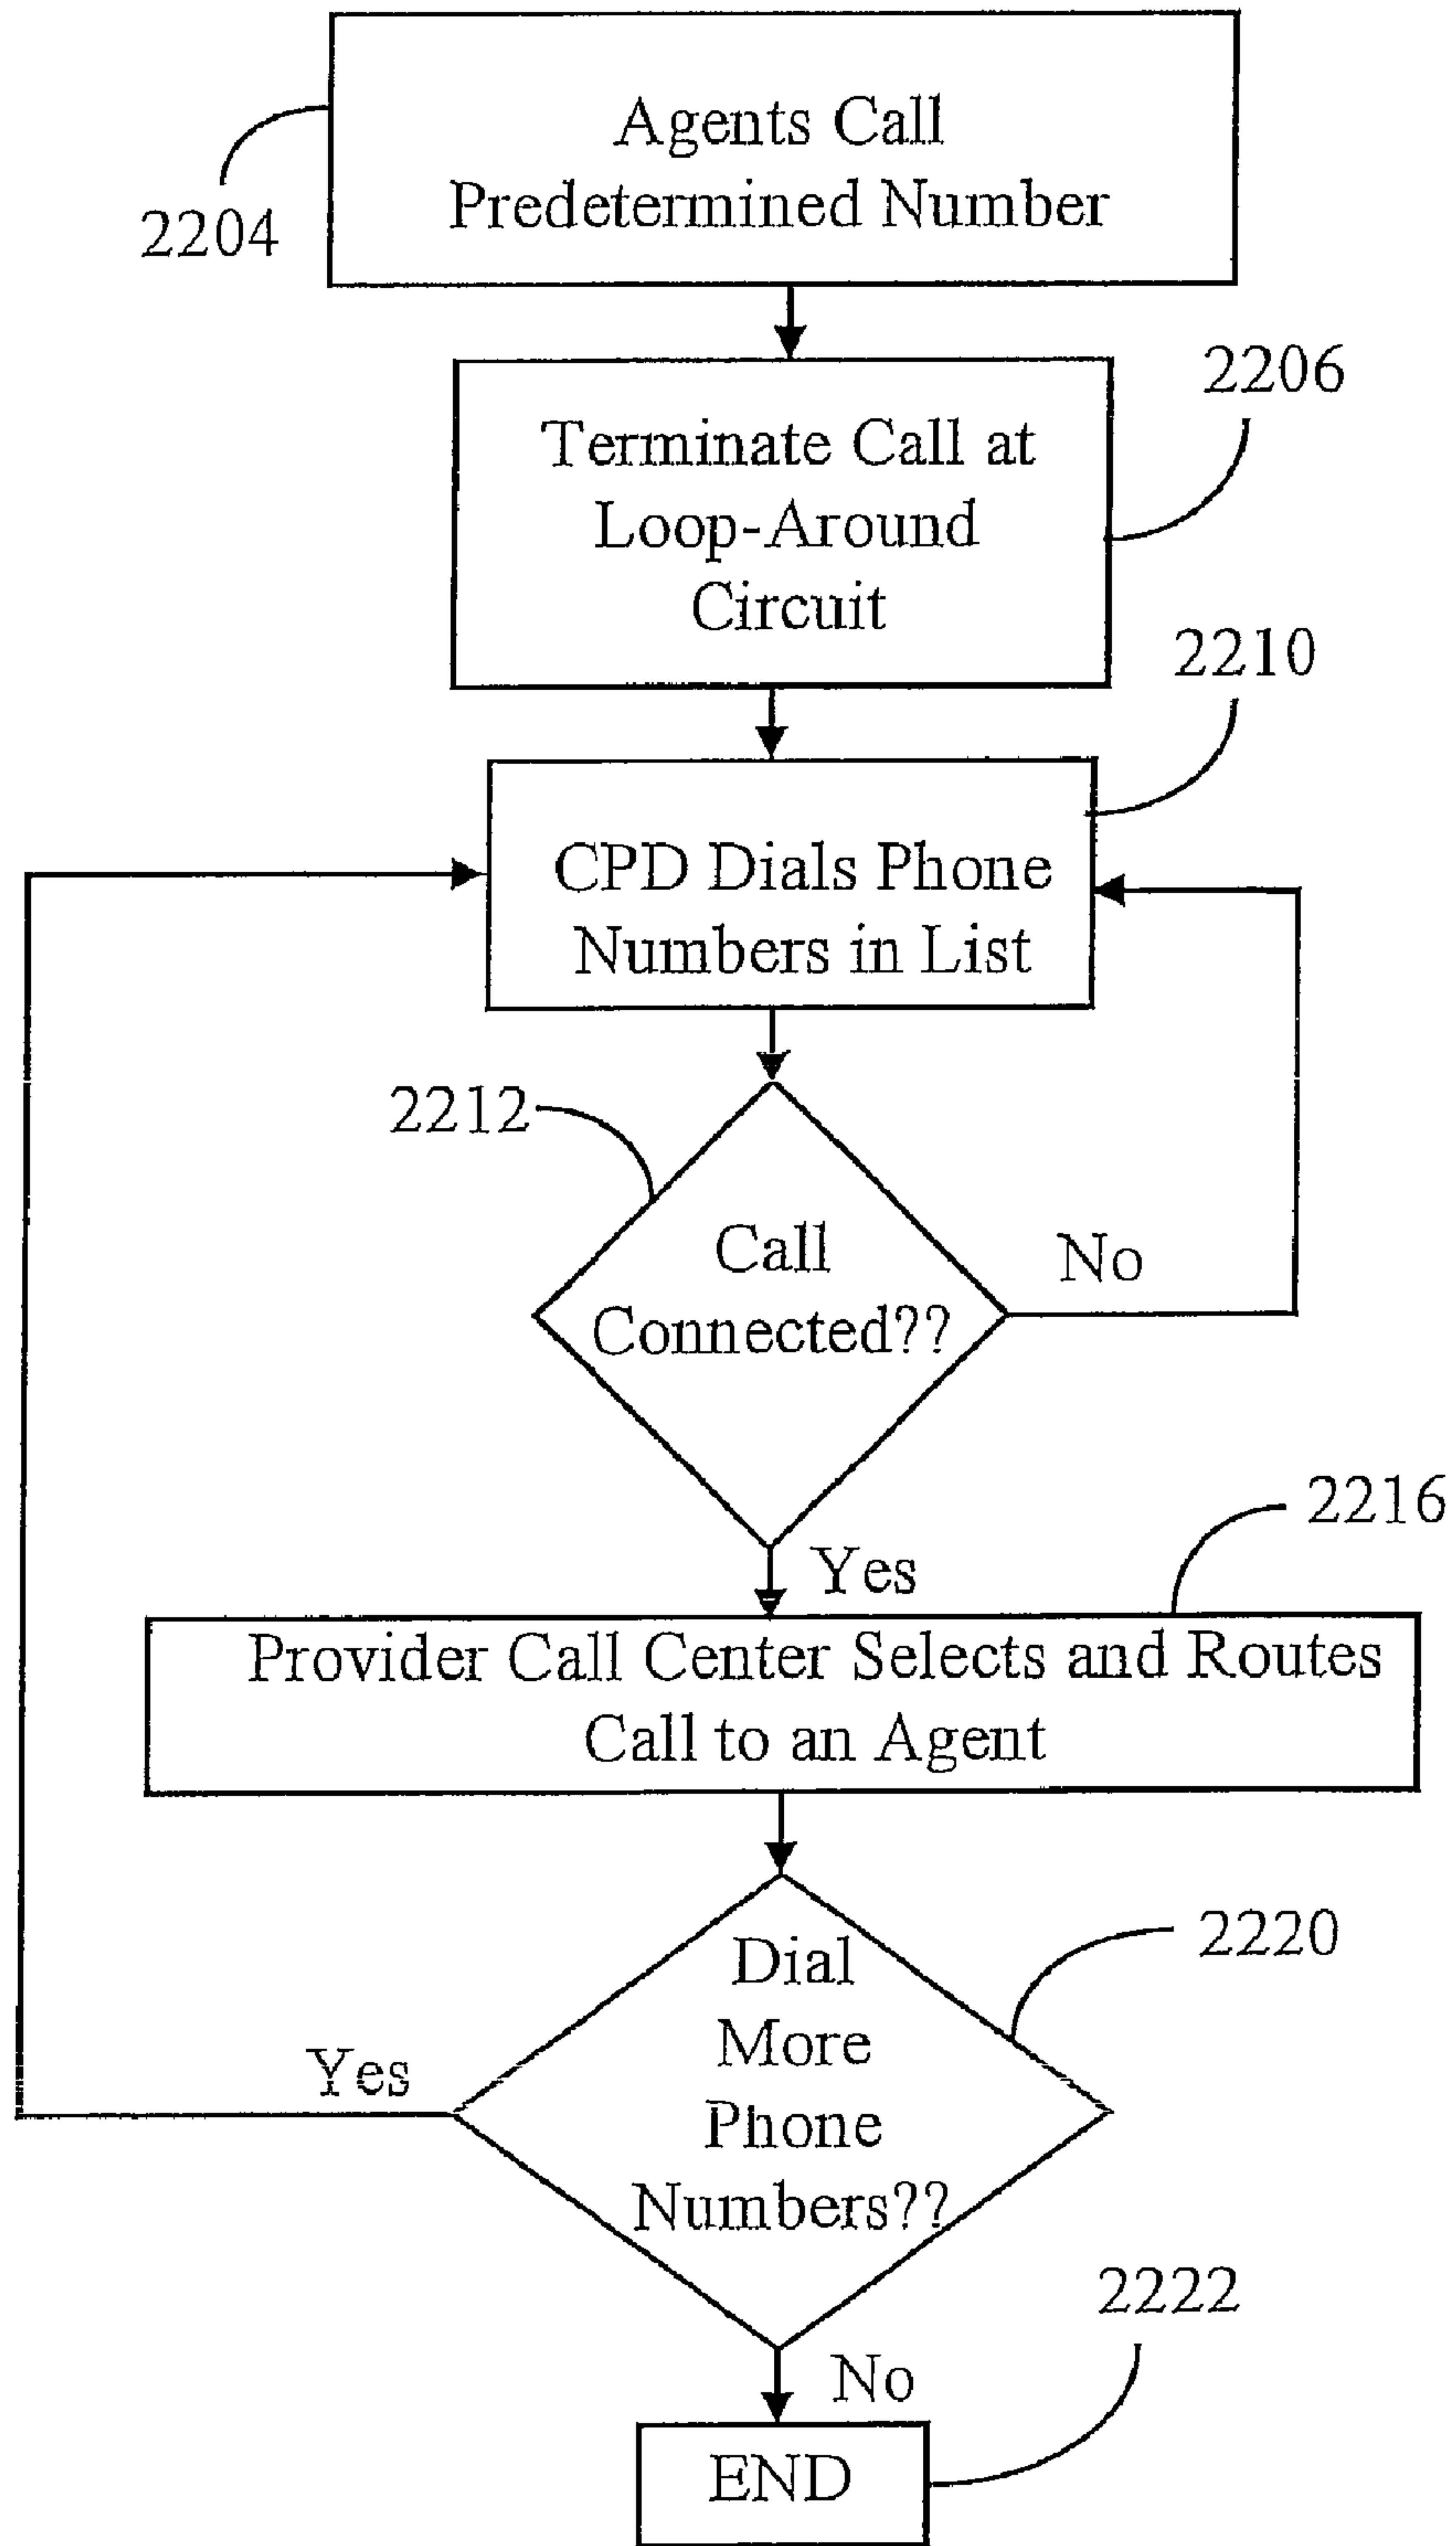 Agents Call
Predetermined Number
2204
Terminate Call at
Loop-Around
Circuit
2206
2210
CPD Dials Phone
Numbers in List
2212
Call
Connected??
No
Yes
2216
Provider Call Center Selects and Routes
Call to an Agent
2220
Dial
More
Phone
Numbers??
Yes
2222
No
END